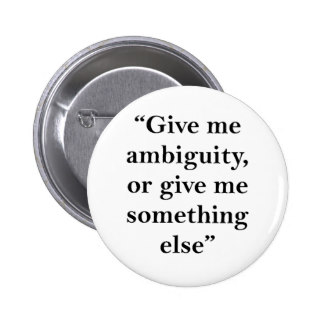 “Give me
ambiguity,
or give me
something
else”